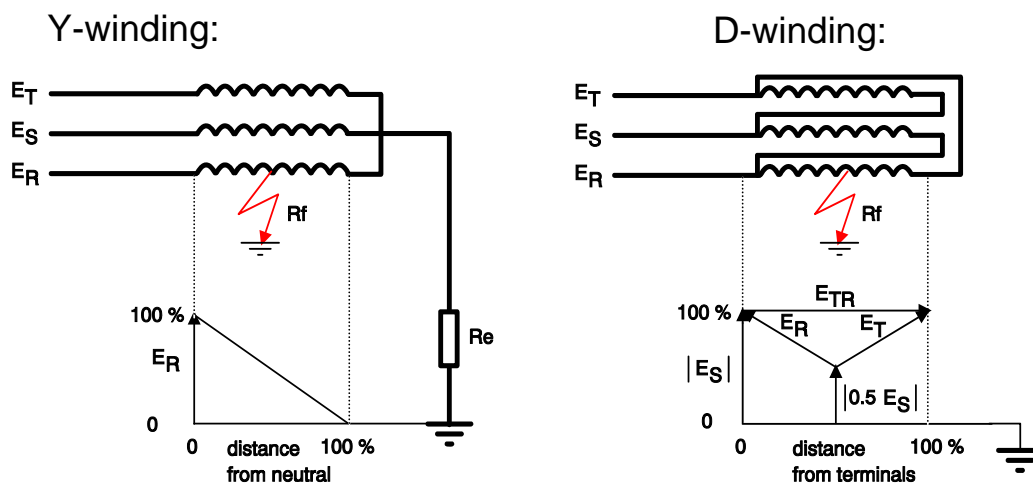 Y-winding:
E_T
E_S
E_R
Rf
100 %
E_R
0
0
100 %
distance
from neutral
Re
D-winding:
E_T
E_S
E_R
Rf
E_TR
100 %
E_R
E_T
|E_S|
|0.5 E_S|
0
0
100 %
distance
from terminals